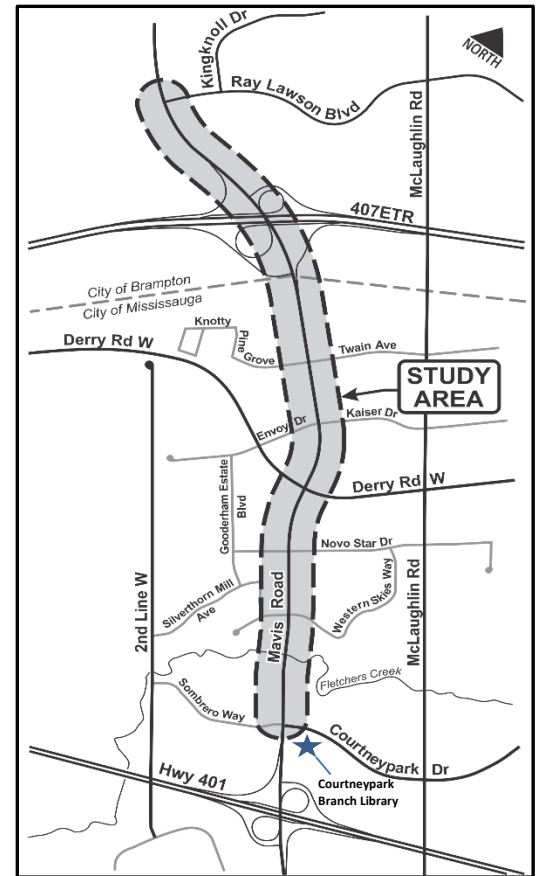 Kingknoll Dr
Ray Lawson Blvd
NORTH
McLaughlin Rd
407ETR
City of Brampton
City of Mississauga
Knotty
Pine
Grove
Twain Ave
Derry Rd W
STUDY
AREA
Kaiser Dr
Envoy Dr
Derry Rd W
Gooderham Estate
Blvd
Novo Star Dr
Silverthorn Mill
Ave
Mavis Road
Western Skies Way
2nd Line W
McLaughlin Rd
Fletchers Creek
Sombrero Way
Courtneypark Dr
Hwy 401
Courtneypark
Branch Library